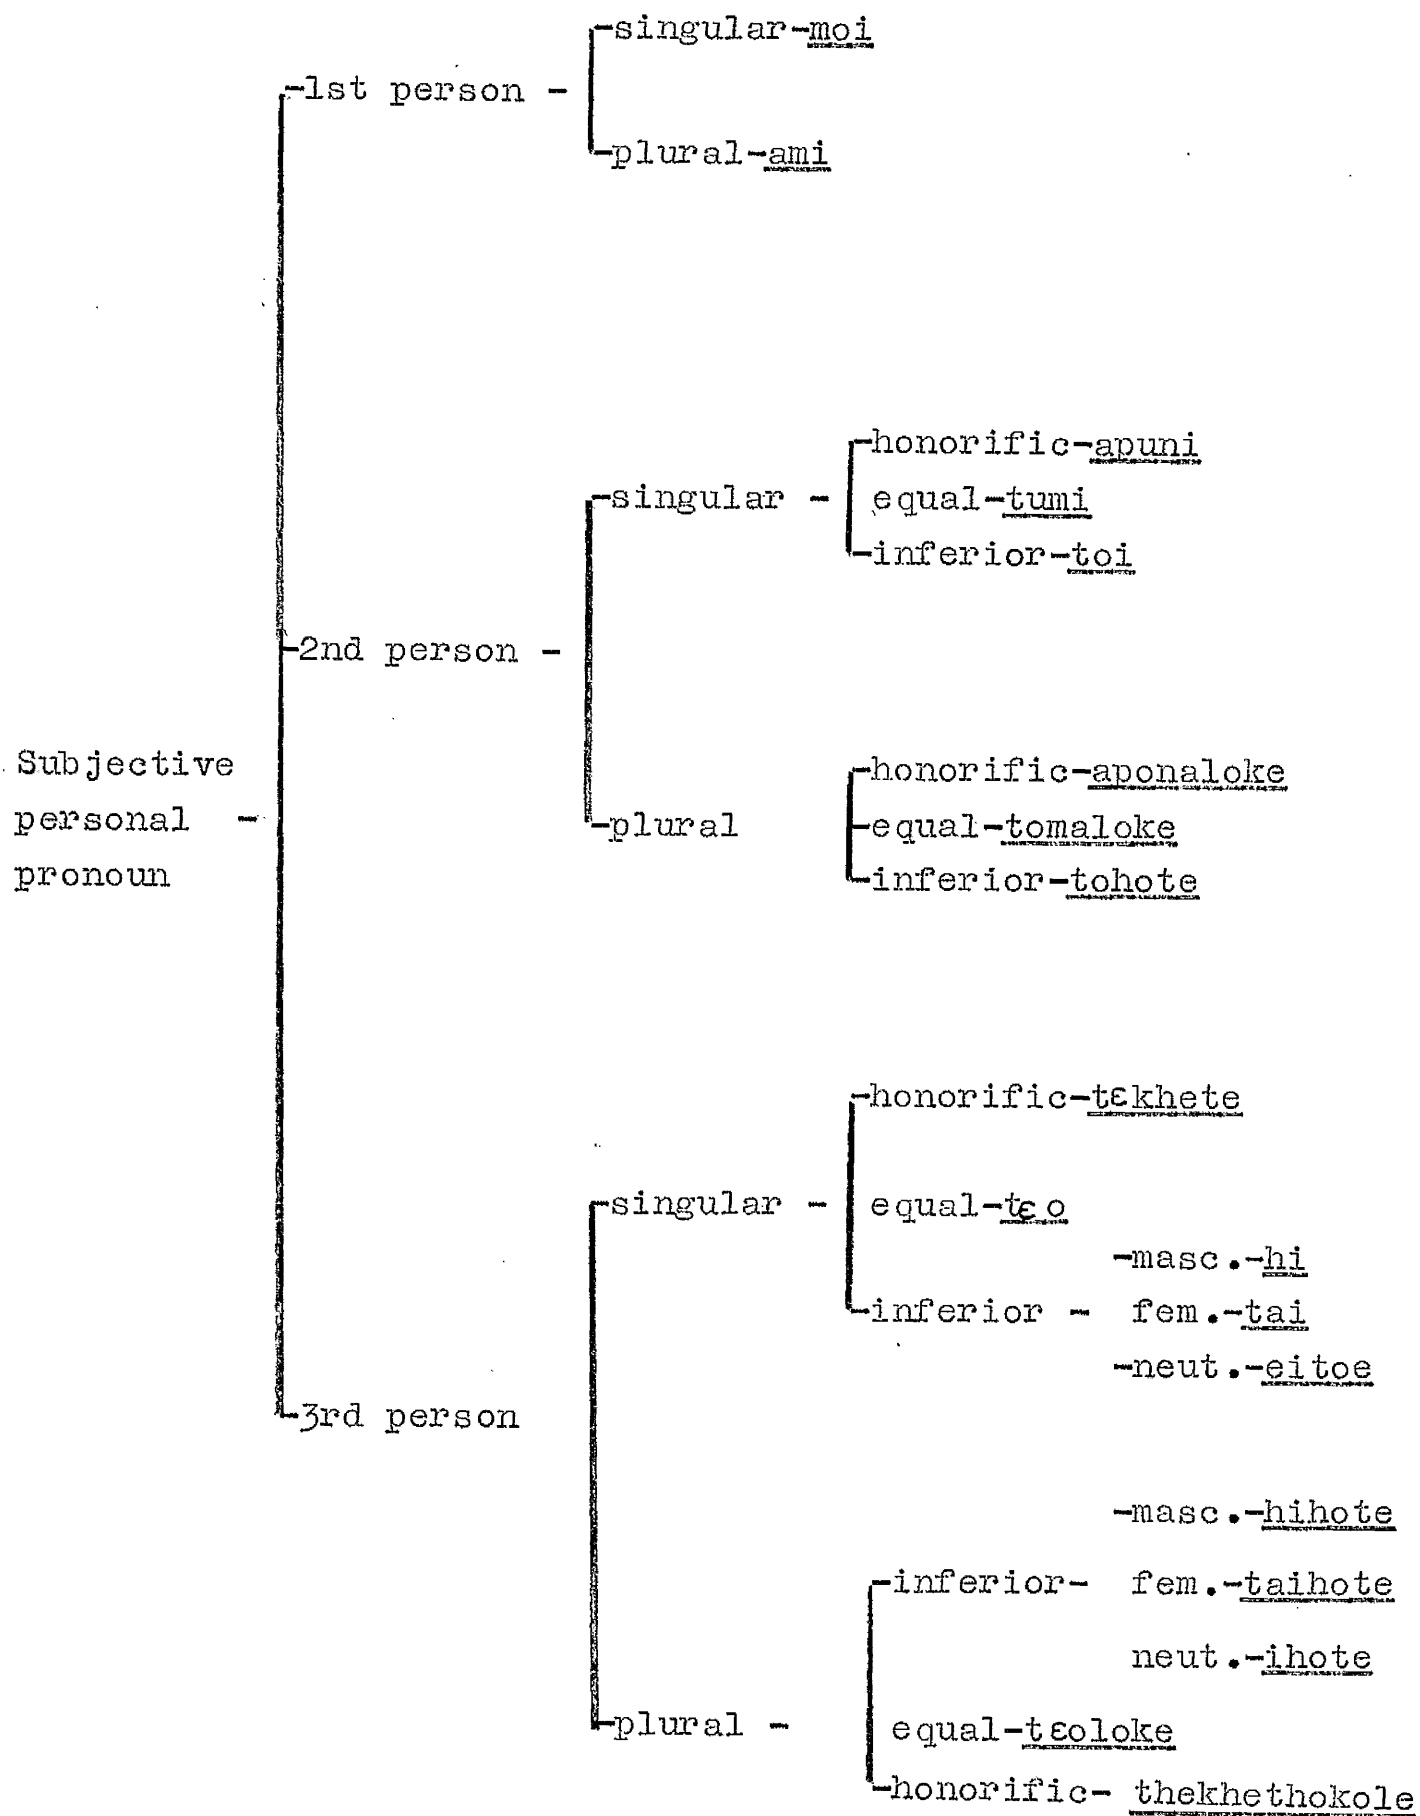 singular-moi
1st person -
plural-ami
honorific-apuni
singular - equal-tumi
inferior-toi
2nd person -
Subjective
personal -
pronoun
honorific-aponaloke
plural equal-tomaloke
inferior-tohote
honorific-tɛkhete
singular - equal-tɛo
-masc.-hi
inferior - fem.-tai
-neut.-eitoe
3rd person
-masc.-hihote
inferior- fem.-taihote
neut.-ihote
plural - equal-tɛoloke
honorific- thekhethokole